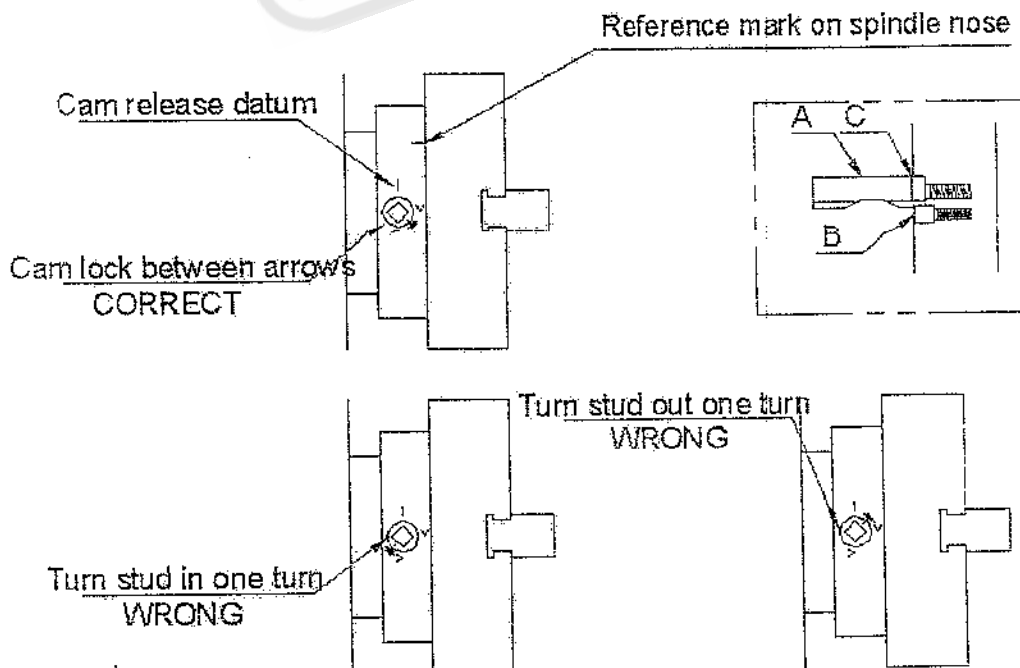 Reference mark on spindle nose
Cam release datum
A C
B
Cam lock between arrows
CORRECT
Turn stud out one turn
WRONG
Turn stud in one turn
WRONG